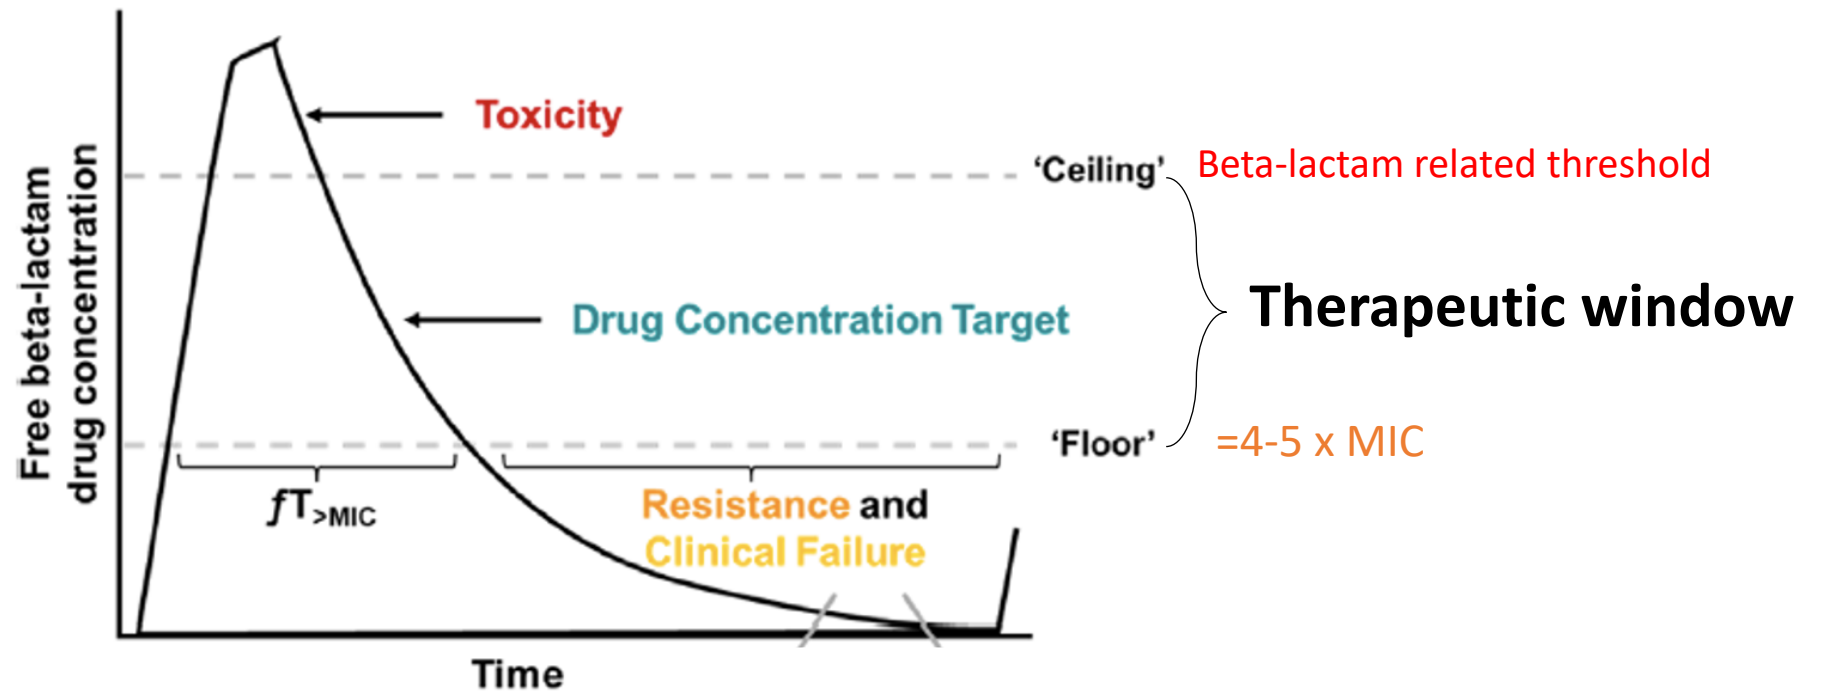 Free beta-lactam
drug concentration
Toxicity
‘Ceiling’
Beta-lactam related threshold
Drug Concentration Target
Therapeutic window
‘Floor’
=4-5 x MIC
ƒT>MIC
Resistance and
Clinical Failure
Time